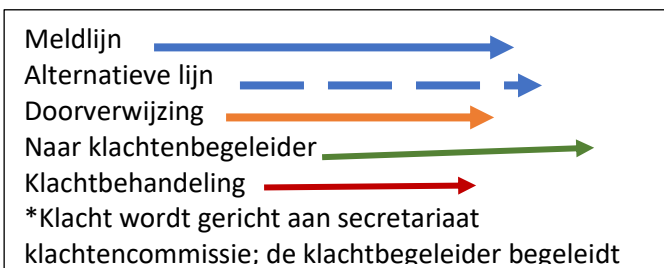 Meldlijn
Alternatieve lijn
Doorverwijzing
Naar klachtenbegeleider
Klachtbehandeling
*Klacht wordt gericht aan secretariaat
klachtencommissie; de klachtbegeleider begeleidt